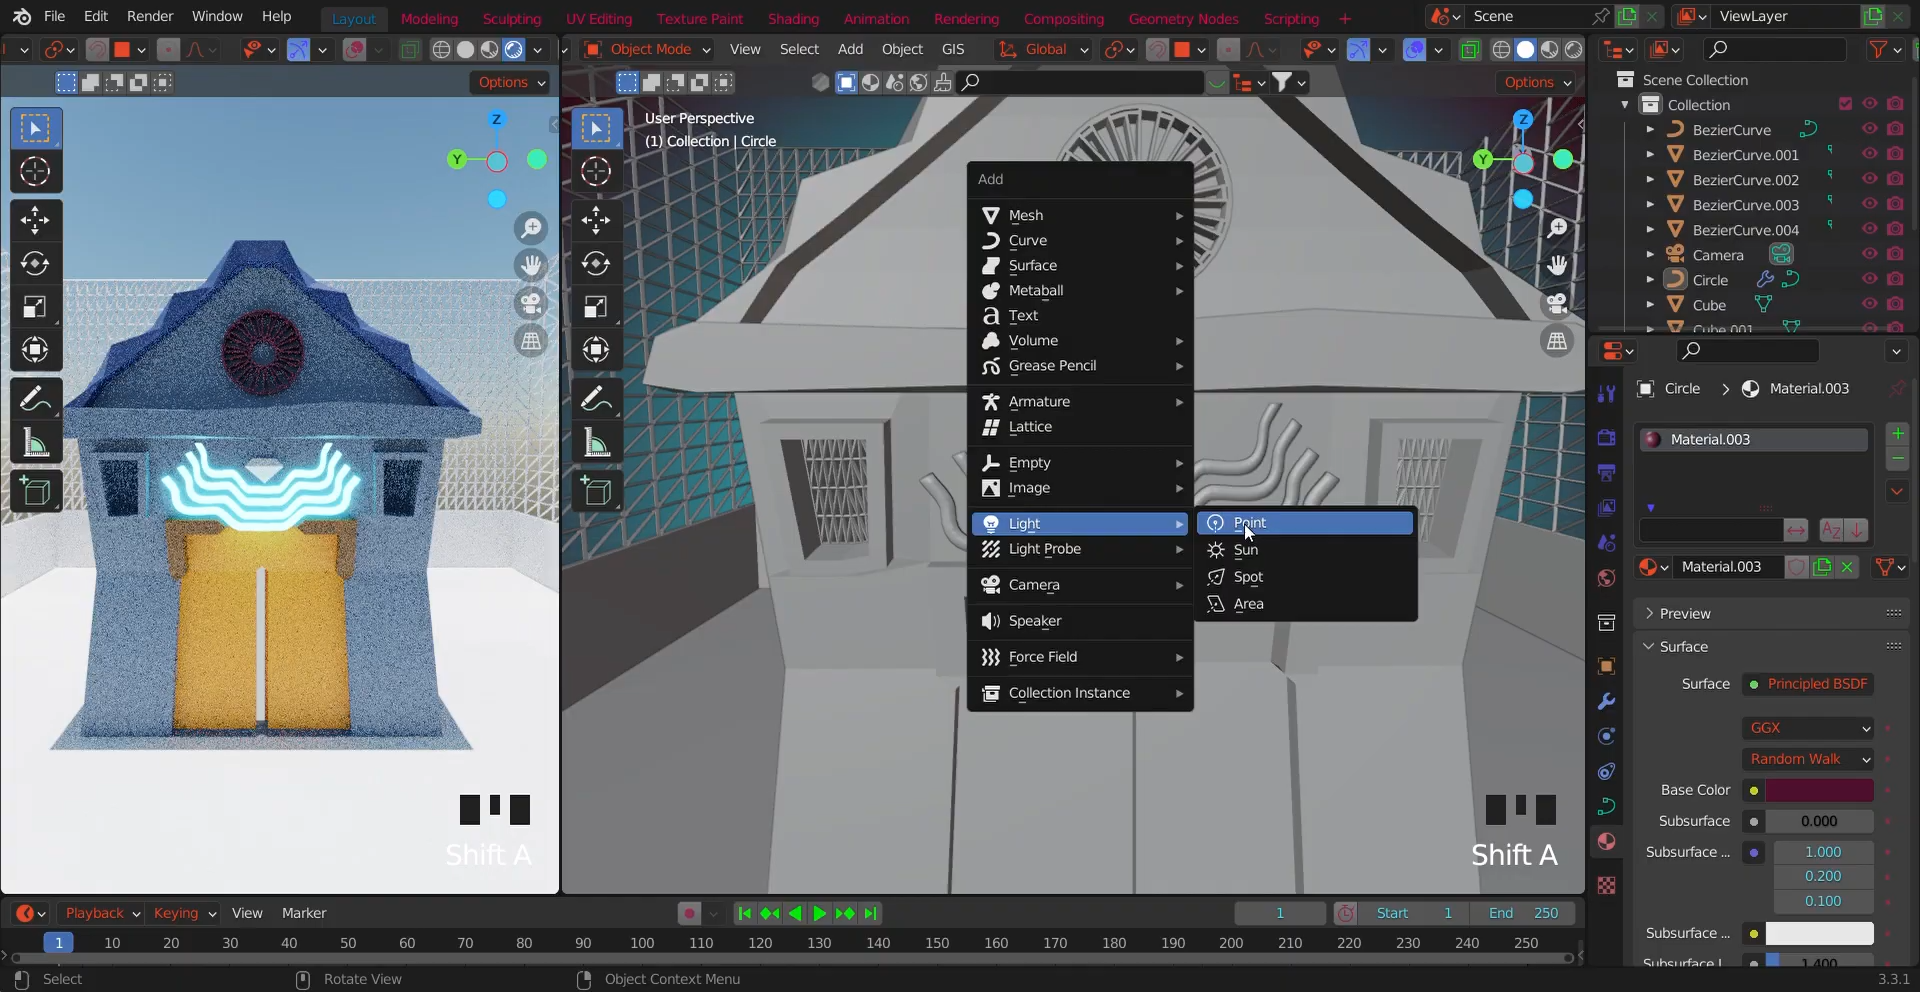 File Edit Render Window Help Layout Modeling Sculpting UV Editing Texture Paint Shading Animation Rendering Compositing Geometry Nodes Scripting + Scene ViewLayer
Object Mode View Select Add Object GIS Global
Options Options
User Perspective
(1) Collection | Circle
Z Y
Z Y
Add
Mesh
Curve
Surface
Metaball
Text
Volume
Grease Pencil
Armature
Lattice
Empty
Image
Light
Light Probe
Camera
Speaker
Force Field
Collection Instance
Point
Sun
Spot
Area
Shift A
Shift A
Scene Collection
Collection
BezierCurve
BezierCurve.001
BezierCurve.002
BezierCurve.003
BezierCurve.004
Camera
Circle
Cube
Cube.001
Circle > Material.003
Material.003
Material.003
Preview
Surface
Surface Principled BSDF
GGX
Random Walk
Base Color
Subsurface 0.000
Subsurface ... 1.000
0.200
0.100
Subsurface ...
Subsurface I... 1.400
Playback Keying View Marker 1 Start 1 End 250
1 10 20 30 40 50 60 70 80 90 100 110 120 130 140 150 160 170 180 190 200 210 220 230 240 250
Select Rotate View Object Context Menu 3.3.1